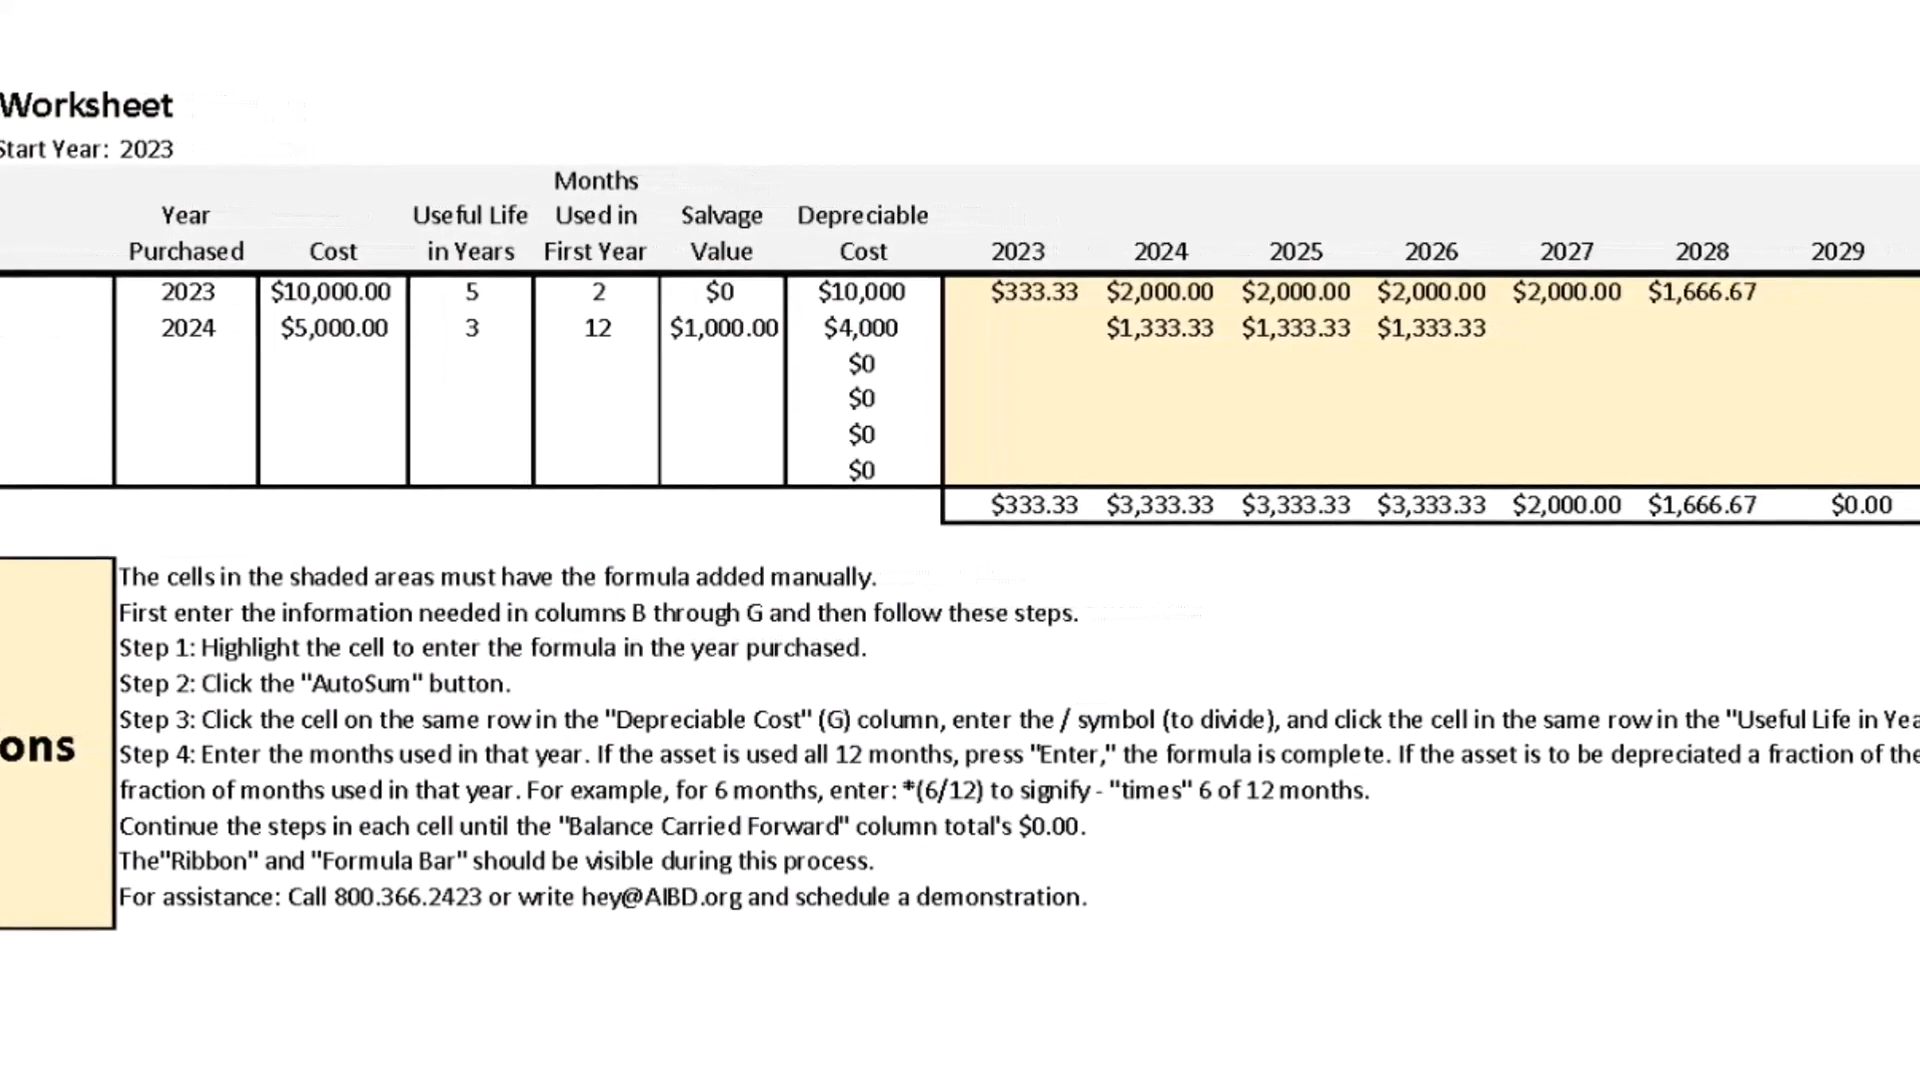 Worksheet
Start Year: 2023
Months
Year Useful Life Used in Salvage Depreciable
Purchased Cost in Years First Year Value Cost 2023 2024 2025 2026 2027 2028 2029
2023 $10,000.00 5 2 $0 $10,000 $333.33 $2,000.00 $2,000.00 $2,000.00 $2,000.00 $1,666.67
2024 $5,000.00 3 12 $1,000.00 $4,000 $1,333.33 $1,333.33 $1,333.33
$0
$0
$0
$0
$333.33 $3,333.33 $3,333.33 $3,333.33 $2,000.00 $1,666.67 $0.00
The cells in the shaded areas must have the formula added manually.
First enter the information needed in columns B through G and then follow these steps.
Step 1: Highlight the cell to enter the formula in the year purchased.
Step 2: Click the "AutoSum" button.
Step 3: Click the cell on the same row in the "Depreciable Cost" (G) column, enter the / symbol (to divide), and click the cell in the same row in the "Useful Life in Yea
ons
Step 4: Enter the months used in that year. If the asset is used all 12 months, press "Enter," the formula is complete. If the asset is to be depreciated a fraction of the
fraction of months used in that year. For example, for 6 months, enter: *(6/12) to signify - "times" 6 of 12 months.
Continue the steps in each cell until the "Balance Carried Forward" column total's $0.00.
The"Ribbon" and "Formula Bar" should be visible during this process.
For assistance: Call 800.366.2423 or write hey@AIBD.org and schedule a demonstration.